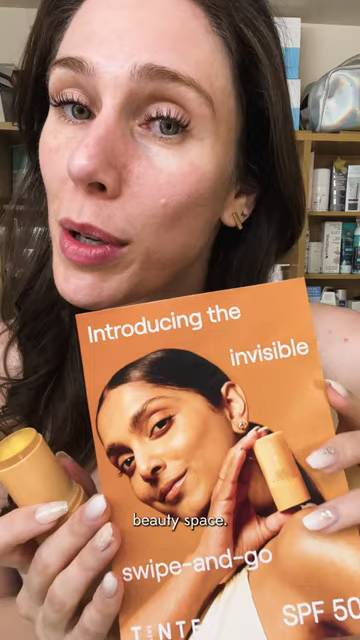 Introducing the
invisible
beauty space.
swipe-and-go
SPF 50